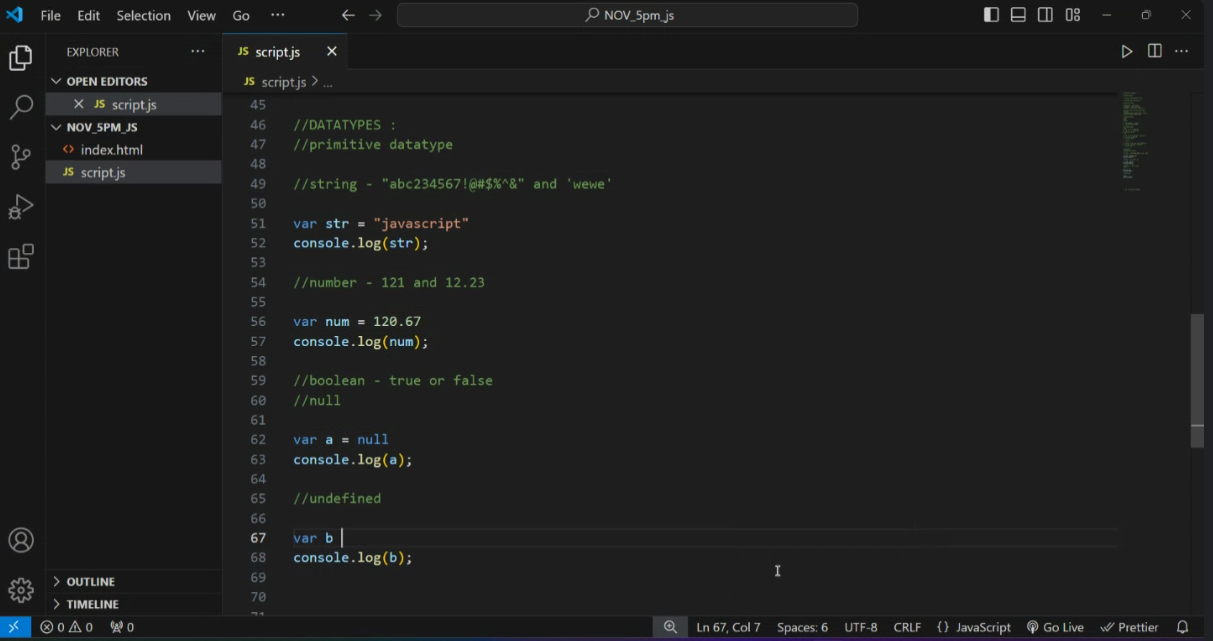 File Edit Selection View Go ···
NOV_5pm_js
EXPLORER ···
OPEN EDITORS
JS script.js
NOV_5PM_JS
<> index.html
JS script.js
OUTLINE
TIMELINE
JS script.js
JS script.js > ...
45
46 //DATATYPES :
47 //primitive datatype
48
49 //string - "abc234567!@#$%^&" and 'wewe'
50
51 var str = "javascript"
52 console.log(str);
53
54 //number - 121 and 12.23
55
56 var num = 120.67
57 console.log(num);
58
59 //boolean - true or false
60 //null
61
62 var a = null
63 console.log(a);
64
65 //undefined
66
67 var b
68 console.log(b);
69
70
71
0 0 0 Ln 67, Col 7 Spaces: 6 UTF-8 CRLF {} JavaScript Go Live Prettier